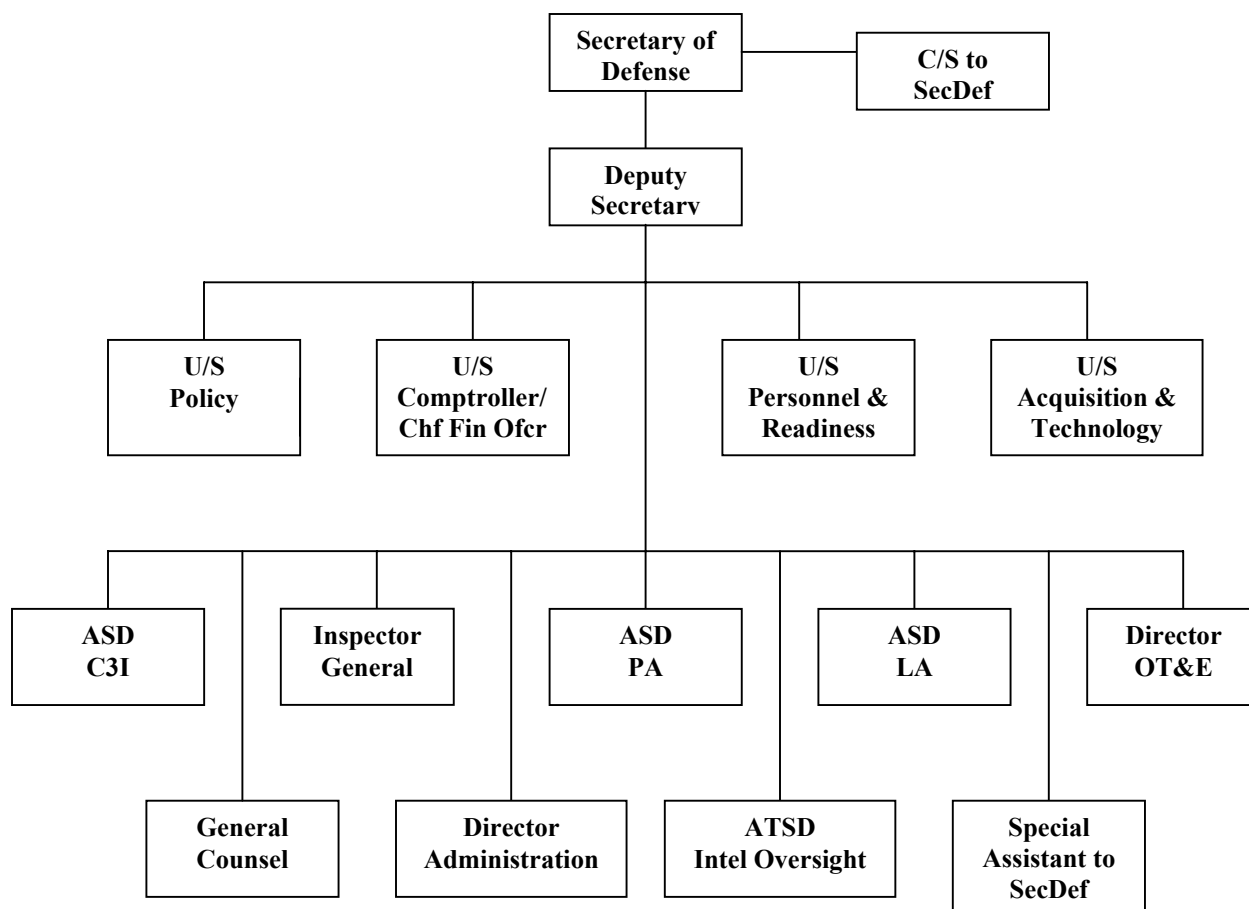 Secretary of
Defense
C/S to
SecDef
Deputy
Secretary
U/S
Policy
U/S
Comptroller/
Chf Fin Ofcr
U/S
Personnel &
Readiness
U/S
Acquisition &
Technology
ASD
C3I
Inspector
General
ASD
PA
ASD
LA
Director
OT&E
General
Counsel
Director
Administration
ATSD
Intel Oversight
Special
Assistant to
SecDef